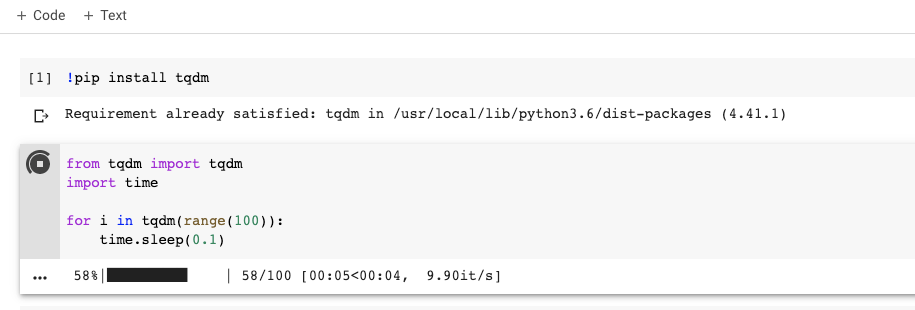 + Code + Text
[1] !pip install tqdm
Requirement already satisfied: tqdm in /usr/local/lib/python3.6/dist-packages (4.41.1)
from tqdm import tqdm
import time
for i in tqdm(range(100)):
    time.sleep(0.1)
58%|██████████     | 58/100 [00:05<00:04,  9.90it/s]